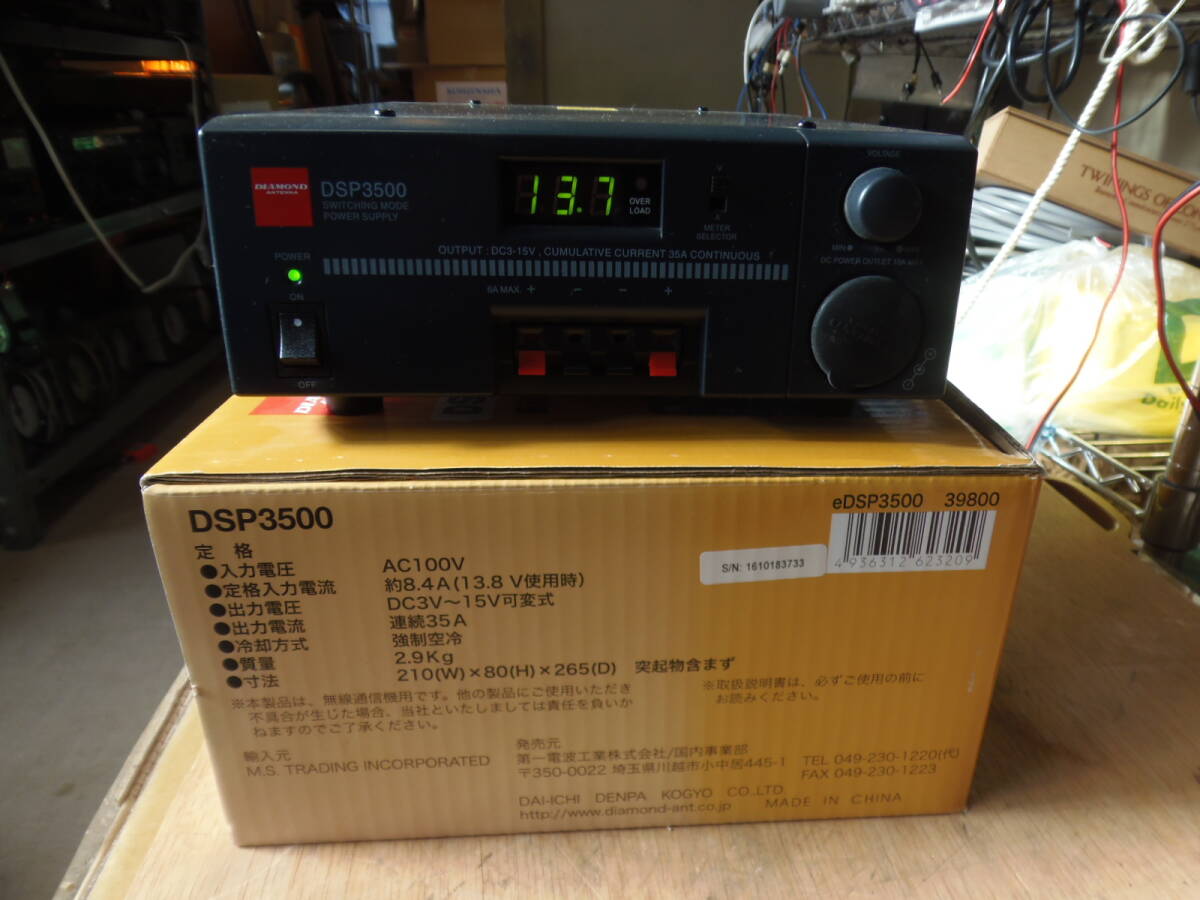 DIAMOND
ANTENNA
DSP3500
SWITCHING MODE
POWER SUPPLY
13.7
OVER
LOAD
METER
SELECTOR
VOLTAGE
OUTPUT : DC3-15V , CUMULATIVE CURRENT 35A CONTINUOUS
MIN
DC POWER OUTLET 10A MAX
POWER
ON
OFF
6A MAX. + − − +
TWININGS
DSP3500
eDSP3500 39800
4936312623209
S/N: 1610183733
定 格
●入力電圧 AC100V
●定格入力電流 約8.4A(13.8 V使用時)
●出力電圧 DC3V～15V可変式
●出力電流 連続35A
●冷却方式 強制空冷
●質量 2.9Kg
●寸法 210(W)×80(H)×265(D) 突起物含まず
※本製品は、無線通信機用です。他の製品にご使用いただき
不具合が生じた場合、当社といたしましては責任を負いか
ねますのでご了承ください。
※取扱説明書は、必ずご使用の前に
お読みください。
輸入元
M.S. TRADING INCORPORATED
発売元
第一電波工業株式会社/国内事業部
〒350-0022 埼玉県川越市小中居445-1
TEL 049-230-1220(代)
FAX 049-230-1223
DAI-ICHI DENPA KOGYO CO.,LTD.
http://www.diamond-ant.co.jp
MADE IN CHINA